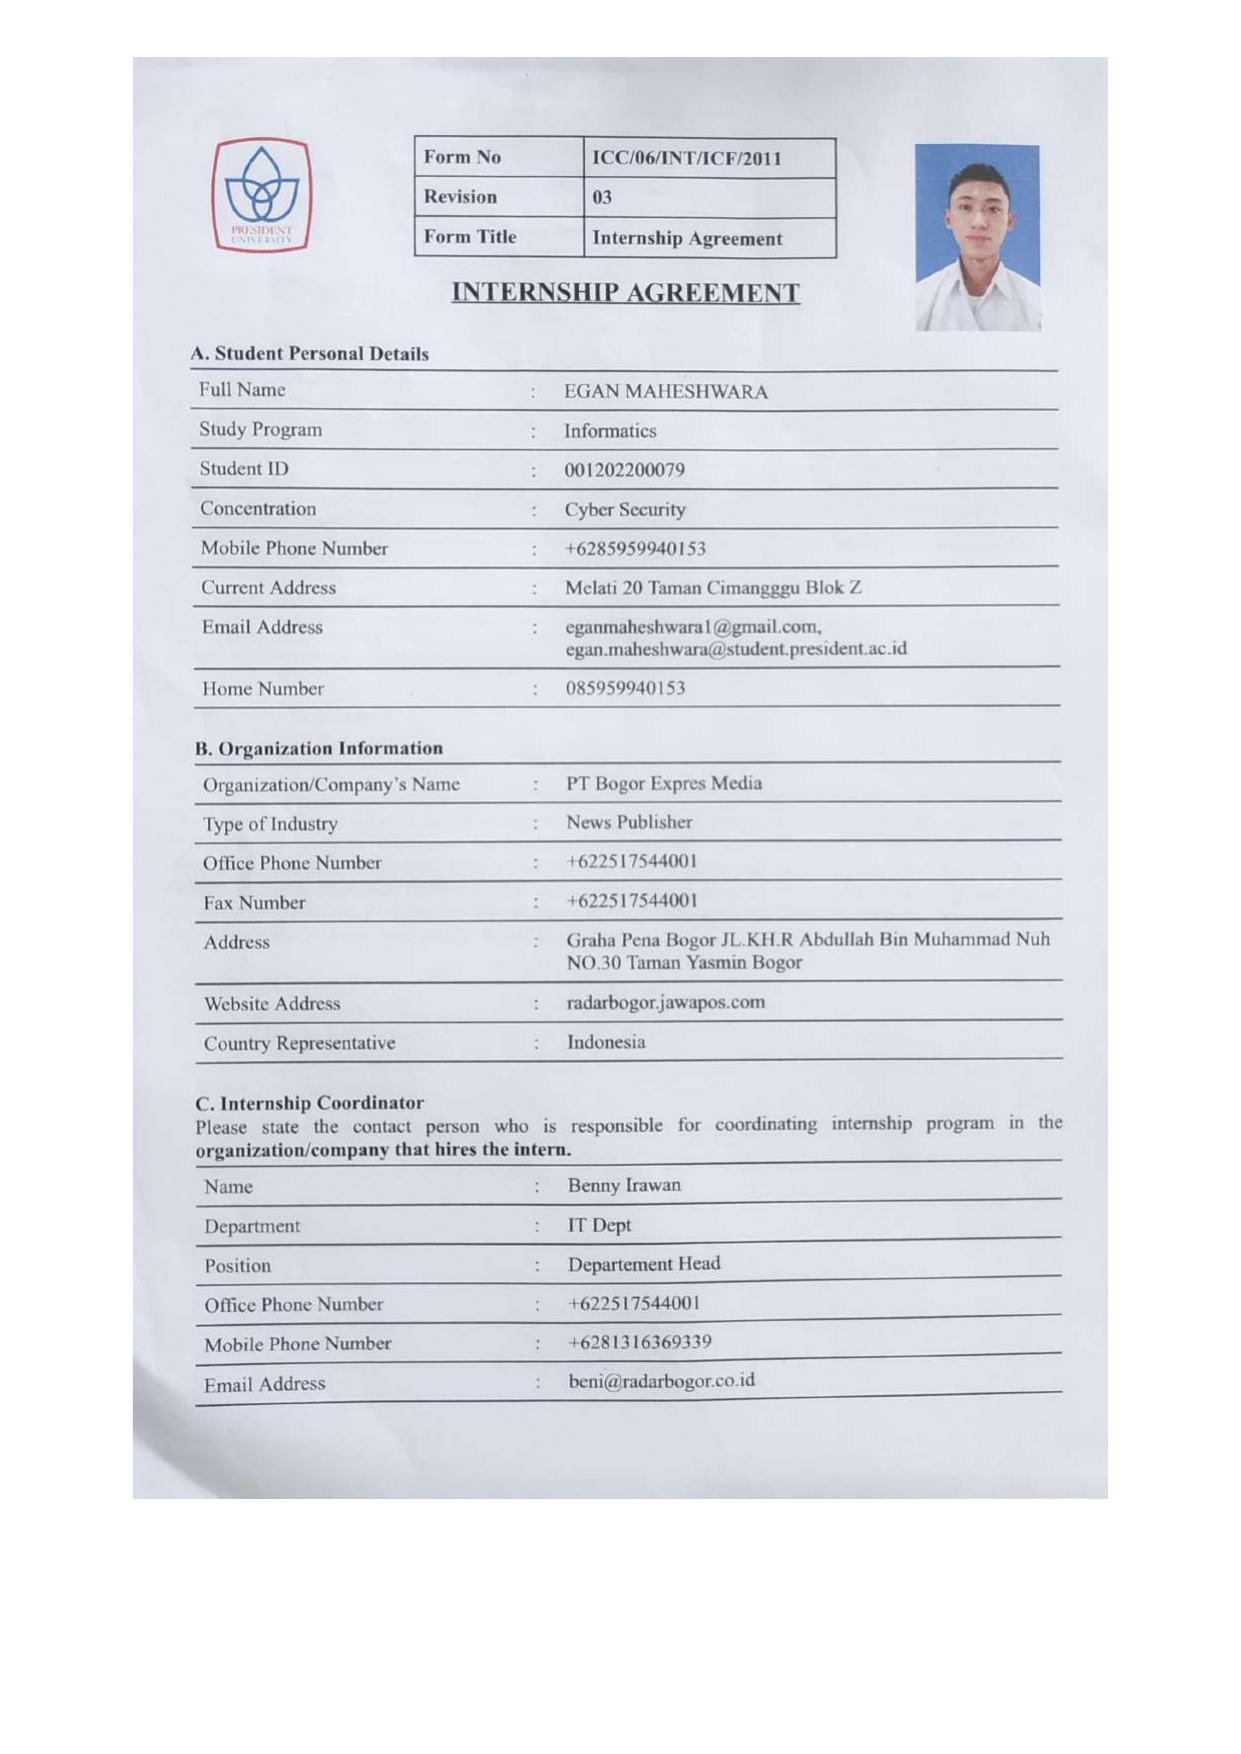 PRESIDENT
UNIVERSITY
Form No ICC/06/INT/ICF/2011
Revision 03
Form Title Internship Agreement
INTERNSHIP AGREEMENT
A. Student Personal Details
Full Name : EGAN MAHESHWARA
Study Program : Informatics
Student ID : 001202200079
Concentration : Cyber Security
Mobile Phone Number : +6285959940153
Current Address : Melati 20 Taman Cimangggu Blok Z
Email Address : eganmaheshwara1@gmail.com,
egan.maheshwara@student.president.ac.id
Home Number : 085959940153
B. Organization Information
Organization/Company's Name : PT Bogor Expres Media
Type of Industry : News Publisher
Office Phone Number : +622517544001
Fax Number : +622517544001
Address : Graha Pena Bogor JL.KH.R Abdullah Bin Muhammad Nuh
NO.30 Taman Yasmin Bogor
Website Address : radarbogor.jawapos.com
Country Representative : Indonesia
C. Internship Coordinator
Please state the contact person who is responsible for coordinating internship program in the
organization/company that hires the intern.
Name : Benny Irawan
Department : IT Dept
Position : Departement Head
Office Phone Number : +622517544001
Mobile Phone Number : +6281316369339
Email Address : beni@radarbogor.co.id